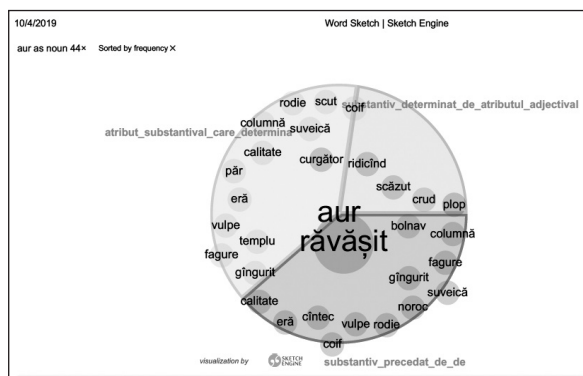 10/4/2019
Word Sketch | Sketch Engine
aur as noun 44× Sorted by frequency ✕
rodie
scut
coif
substantiv_determinat_de_atributul_adjectival
columnă
suveică
atribut_substantival_care_determina
calitate
curgător
ridicînd
păr
scăzut
eră
crud
plop
aur
răvășit
vulpe
bolnav
columnă
templu
fagure
fagure
gîngurit
gîngurit
suveică
calitate
noroc
eră
cîntec
vulpe
rodie
coif
visualization by
SKETCH
ENGINE
substantiv_precedat_de_de